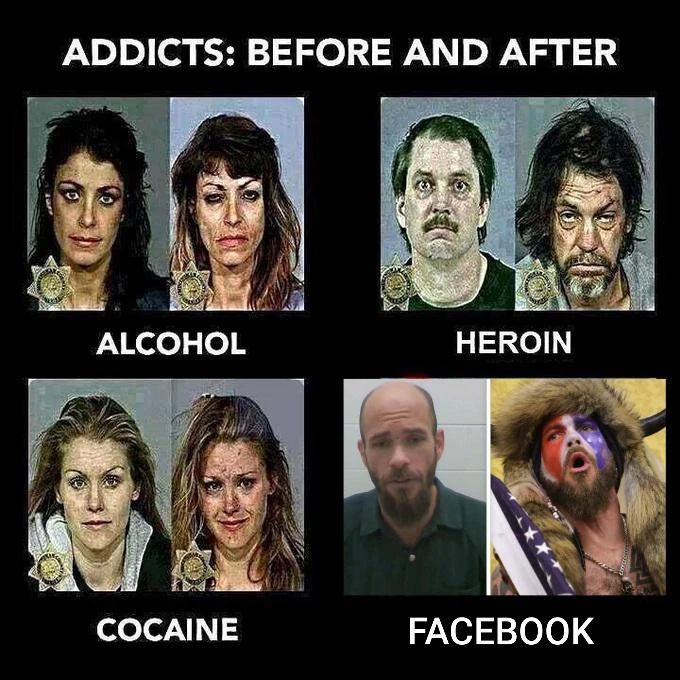 ADDICTS: BEFORE AND AFTER
ALCOHOL
HEROIN
COCAINE
FACEBOOK